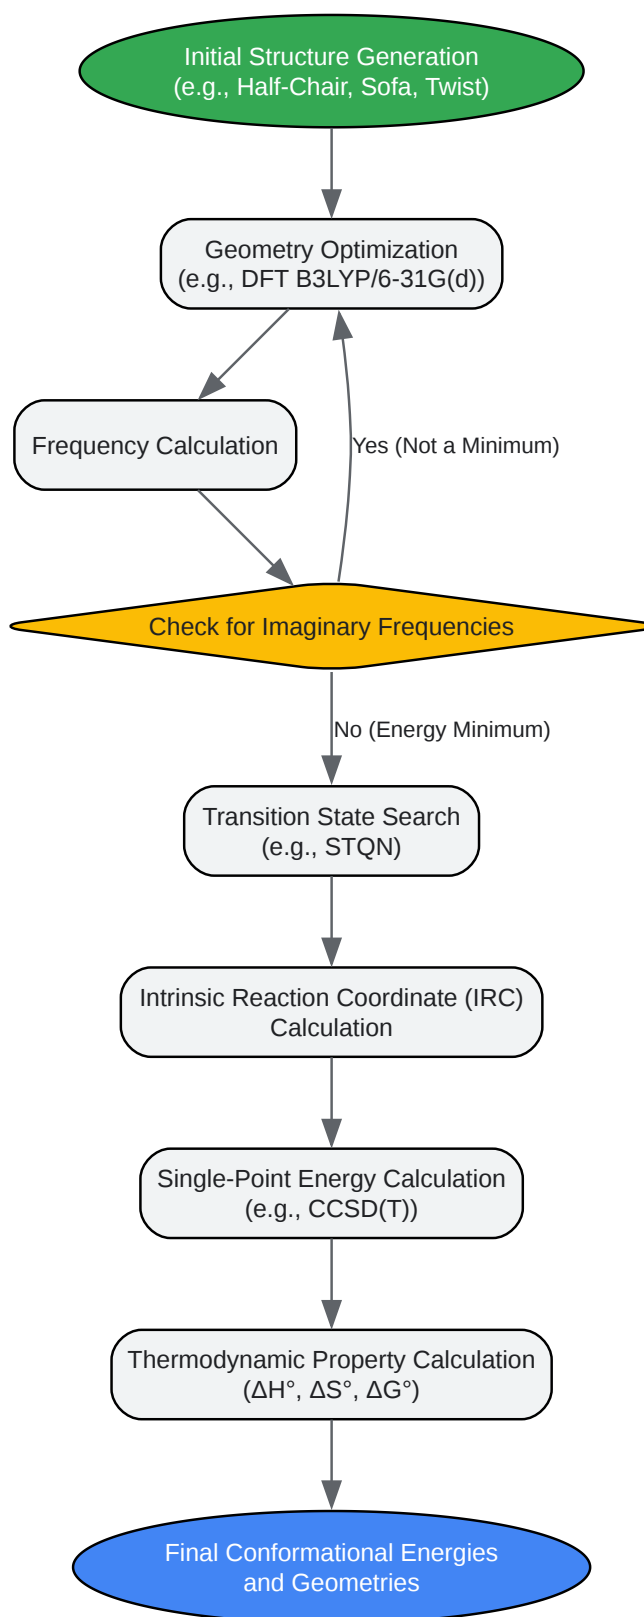 Initial Structure Generation
(e.g., Half-Chair, Sofa, Twist)
Geometry Optimization
(e.g., DFT B3LYP/6-31G(d))
Frequency Calculation
Yes (Not a Minimum)
Check for Imaginary Frequencies
No (Energy Minimum)
Transition State Search
(e.g., STQN)
Intrinsic Reaction Coordinate (IRC)
Calculation
Single-Point Energy Calculation
(e.g., CCSD(T))
Thermodynamic Property Calculation
(ΔH°, ΔS°, ΔG°)
Final Conformational Energies
and Geometries